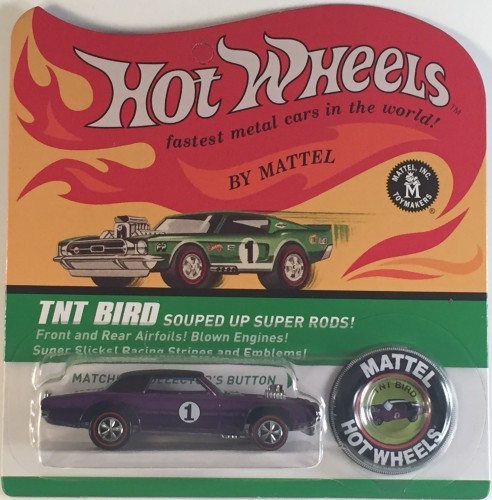 HOT WHEELS™
fastest metal cars in the world!
BY MATTEL
MATTEL, INC.
M
TOYMAKERS
®
1
TNT BIRD SOUPED UP SUPER RODS!
Front and Rear Airfoils! Blown Engines!
Super Slicks! Racing Stripes and Emblems!
MATCHING COLLECTOR'S BUTTON
1
MATTEL
TNT BIRD
HOT WHEELS